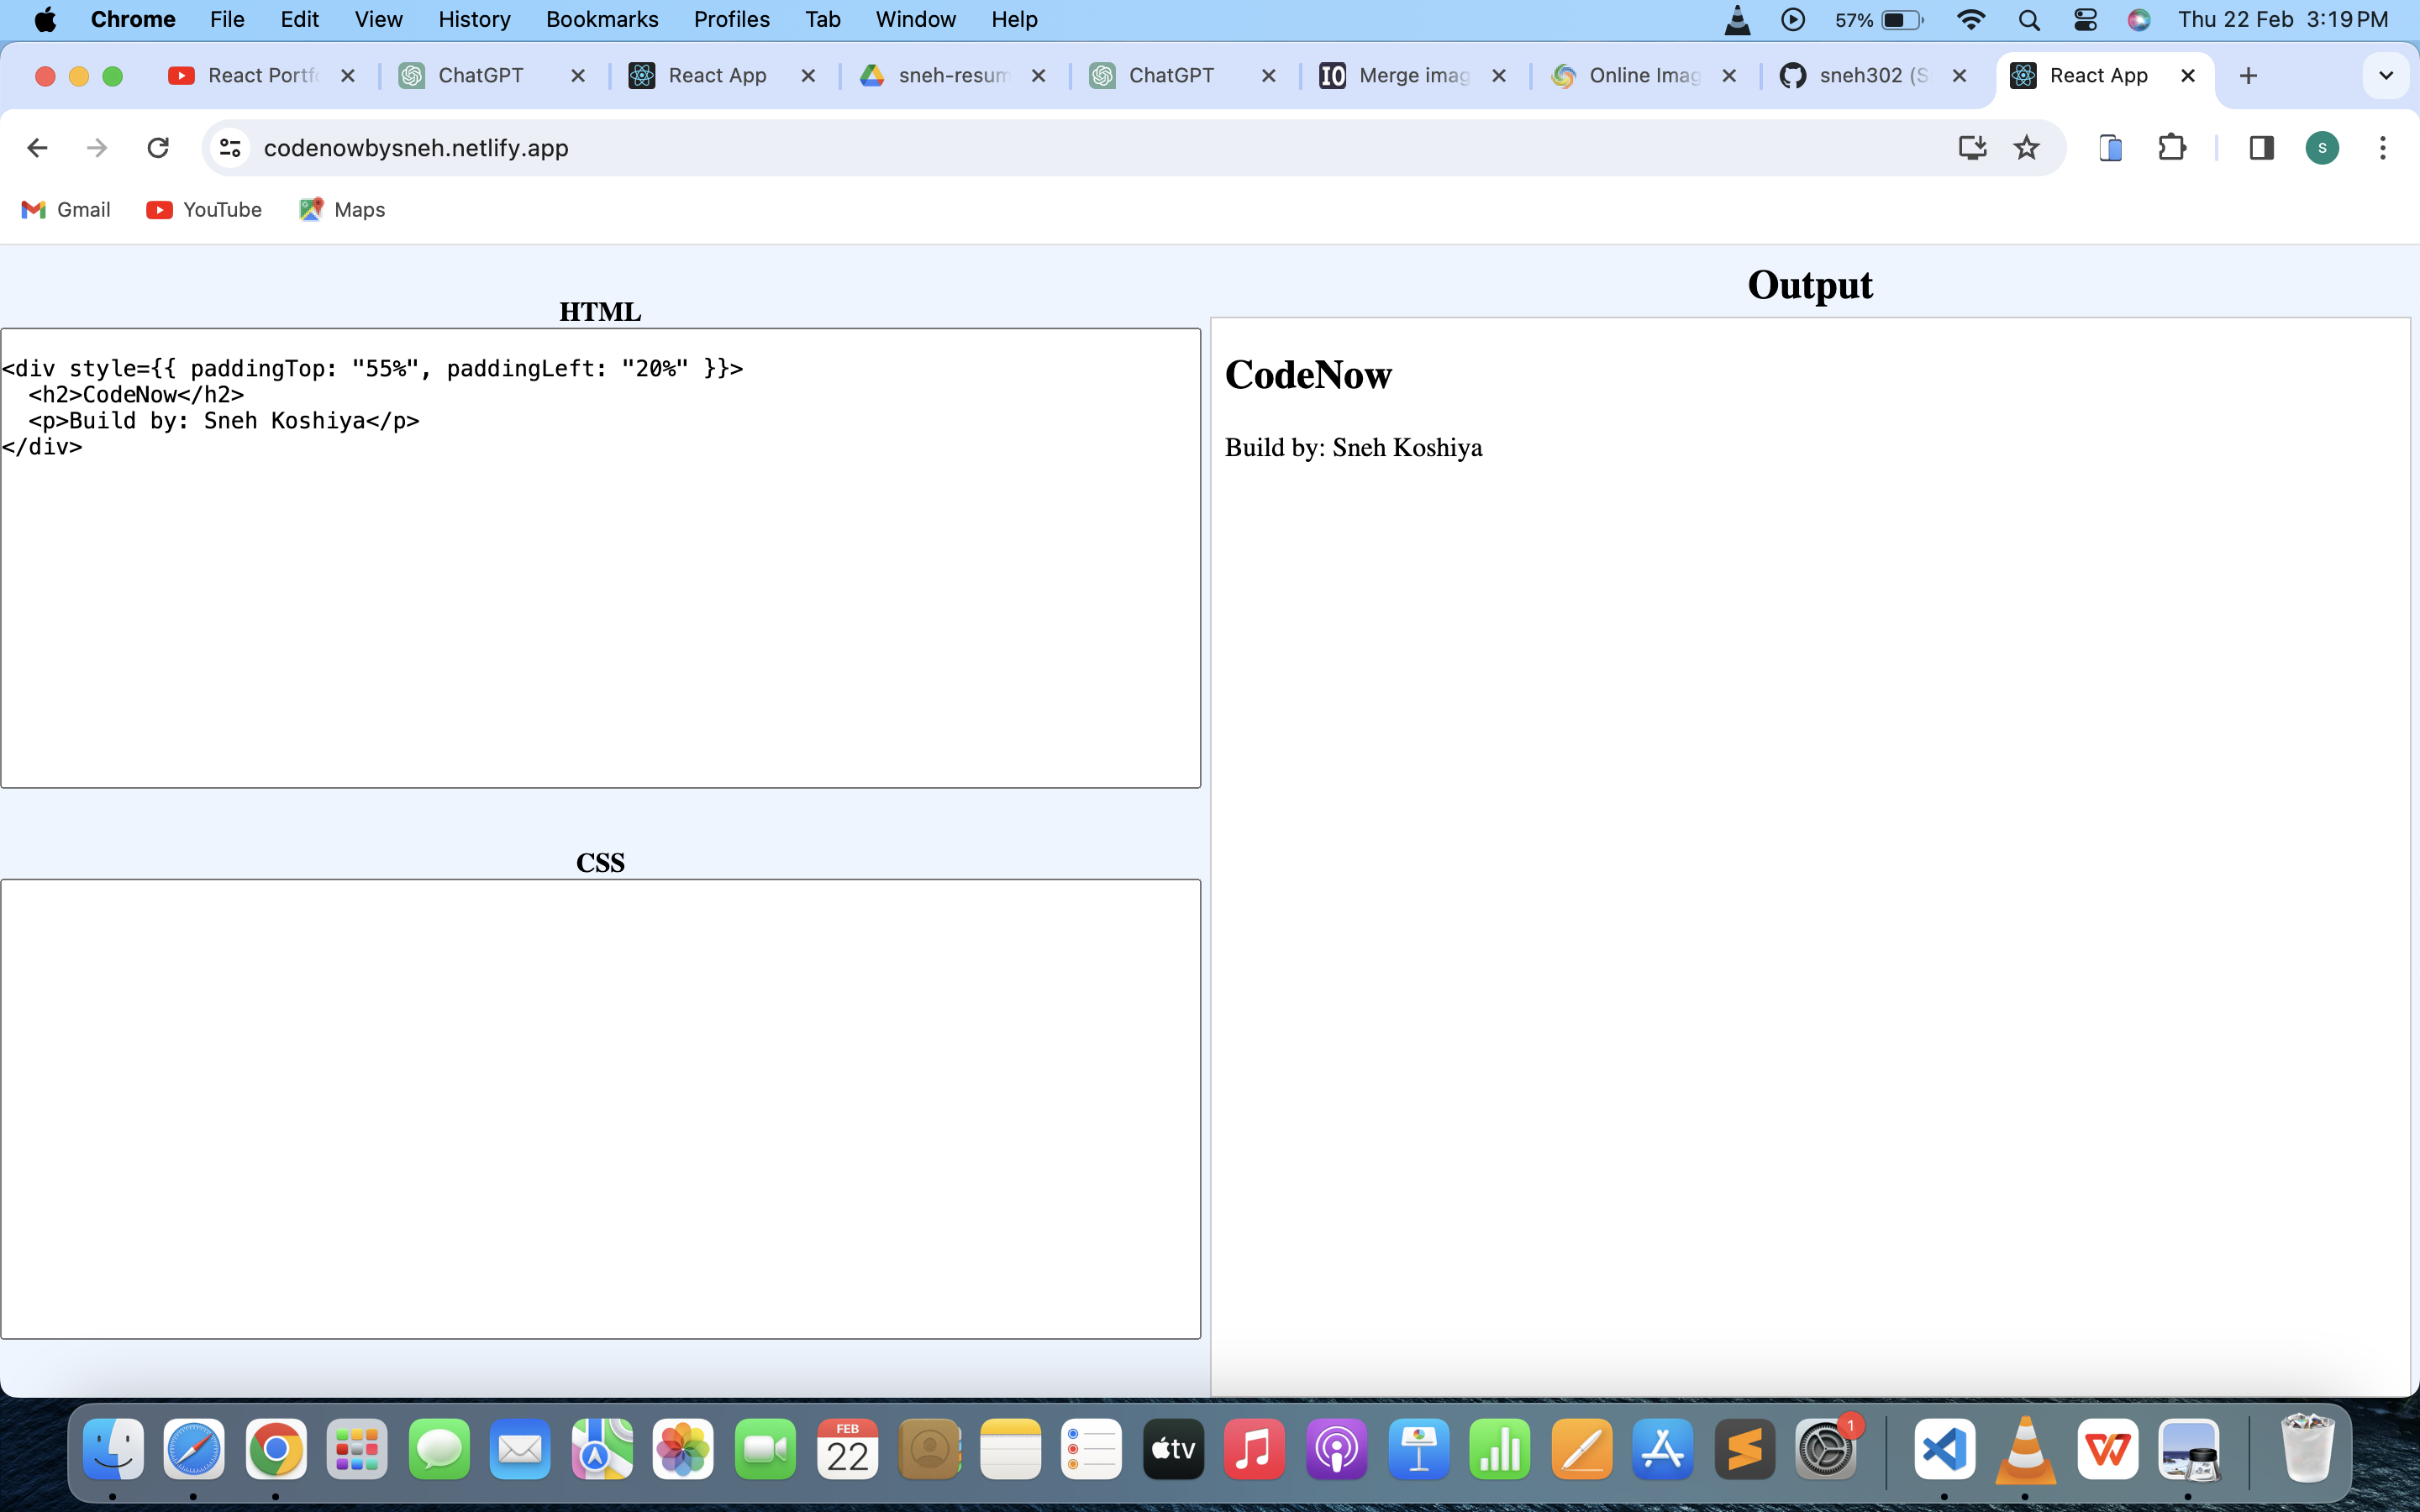 Chrome File Edit View History Bookmarks Profiles Tab Window Help 57% Thu 22 Feb 3:19 PM
React Portf ChatGPT React App sneh-resum ChatGPT IO Merge imag Online Imag sneh302 (S React App
codenowbysneh.netlify.app S
Gmail YouTube Maps
HTML
<div style={{ paddingTop: "55%", paddingLeft: "20%" }}>
<h2>CodeNow</h2>
<p>Build by: Sneh Koshiya</p>
</div>
CSS
Output
CodeNow
Build by: Sneh Koshiya
FEB
22
tv
1